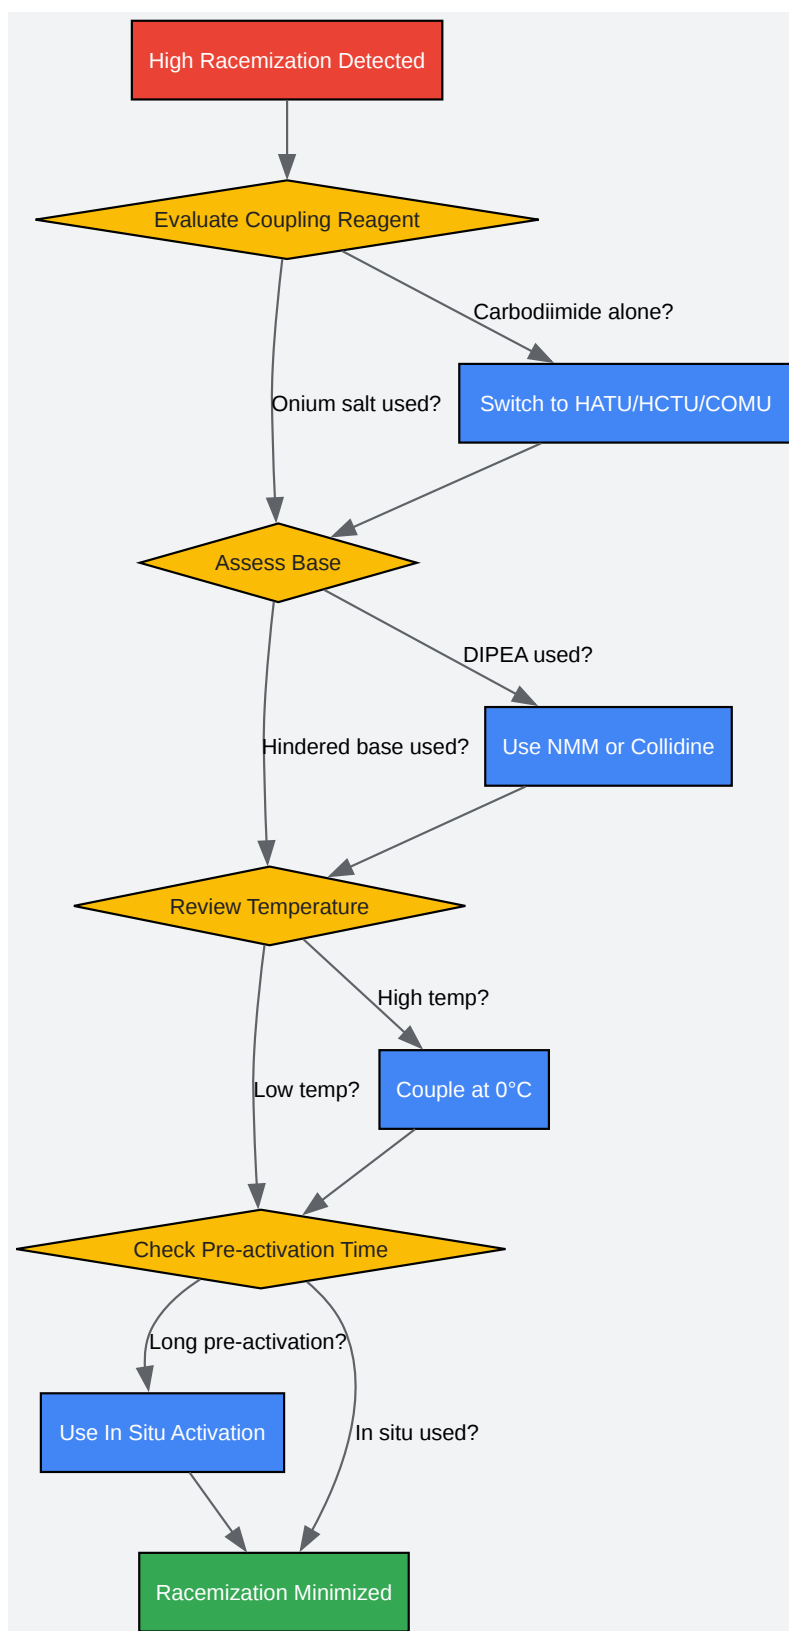 High Racemization Detected
Evaluate Coupling Reagent
Carbodiimide alone?
Onium salt used?
Switch to HATU/HCTU/COMU
Assess Base
DIPEA used?
Hindered base used?
Use NMM or Collidine
Review Temperature
High temp?
Low temp?
Couple at 0°C
Check Pre-activation Time
Long pre-activation?
Use In Situ Activation
In situ used?
Racemization Minimized